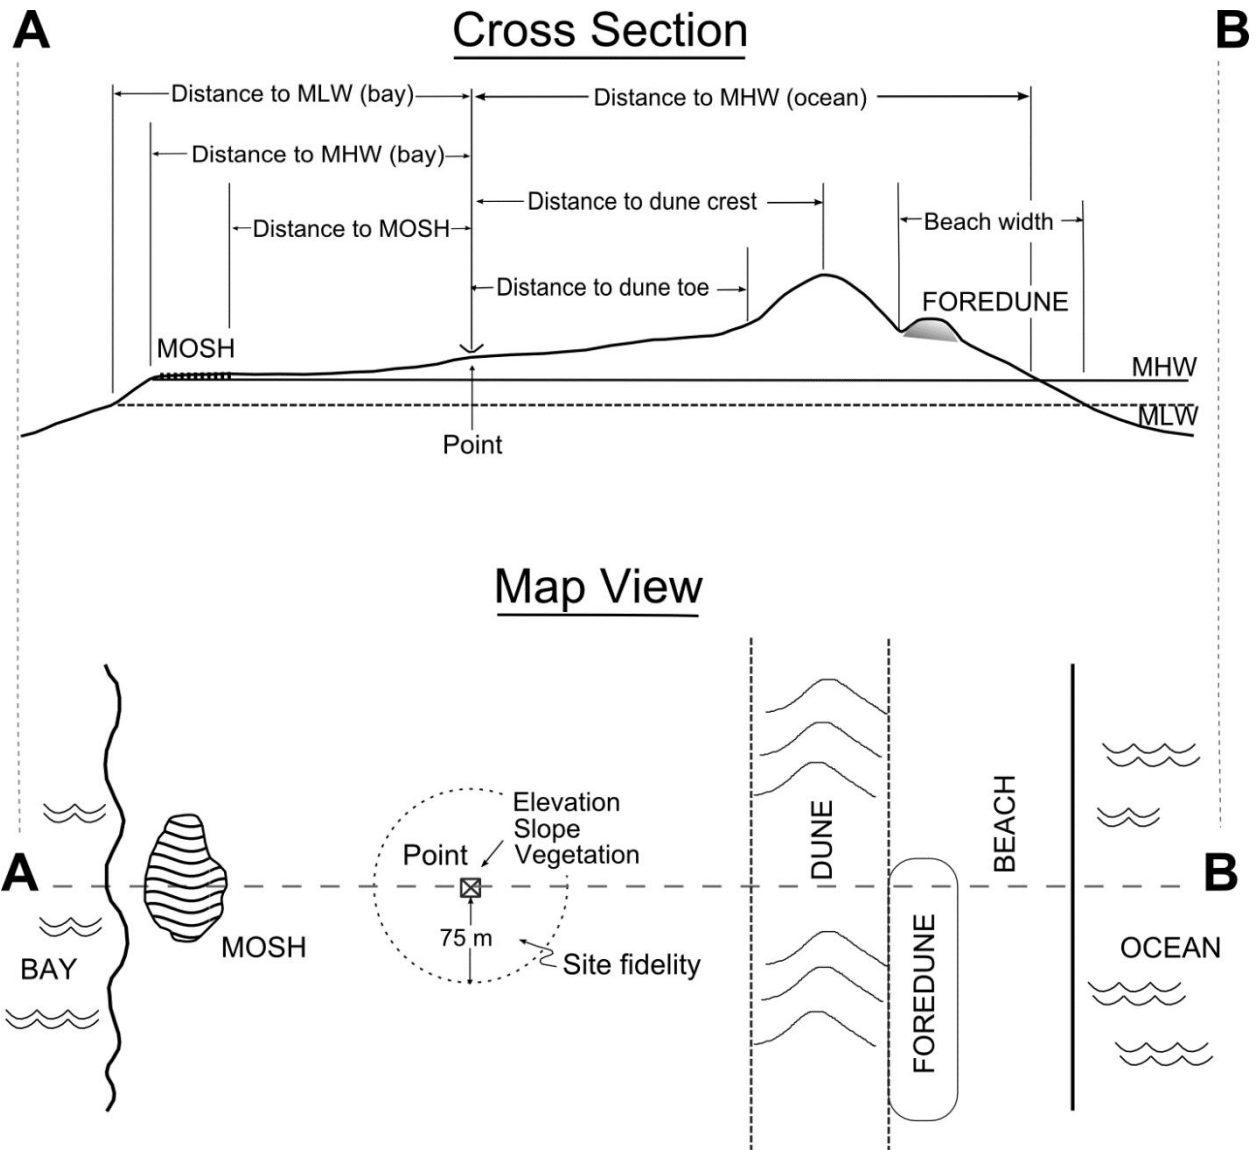 A
Cross Section
B
Distance to MLW (bay)
Distance to MHW (ocean)
Distance to MHW (bay)
Distance to dune crest
Distance to MOSH
Beach width
Distance to dune toe
FOREDUNE
MOSH
MHW
MLW
Point
Map View
Elevation
Slope
Vegetation
Point
DUNE
BEACH
A
B
75 m
MOSH
Site fidelity
FOREDUNE
OCEAN
BAY